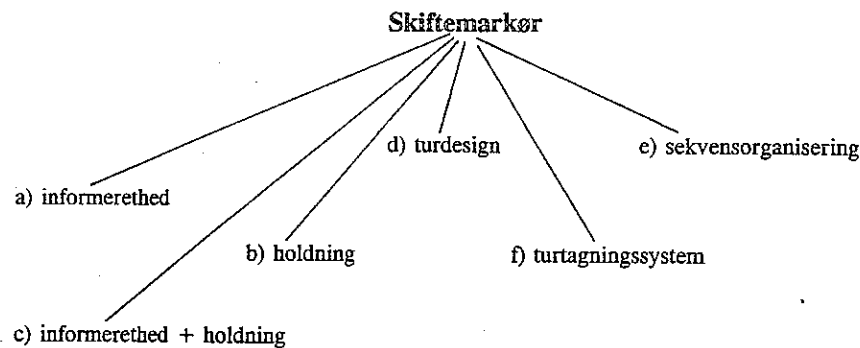 Skiftemarkør
d) turdesign
e) sekvensorganisering
a) informerethed
b) holdning
f) turtagningssystem
c) informerethed + holdning